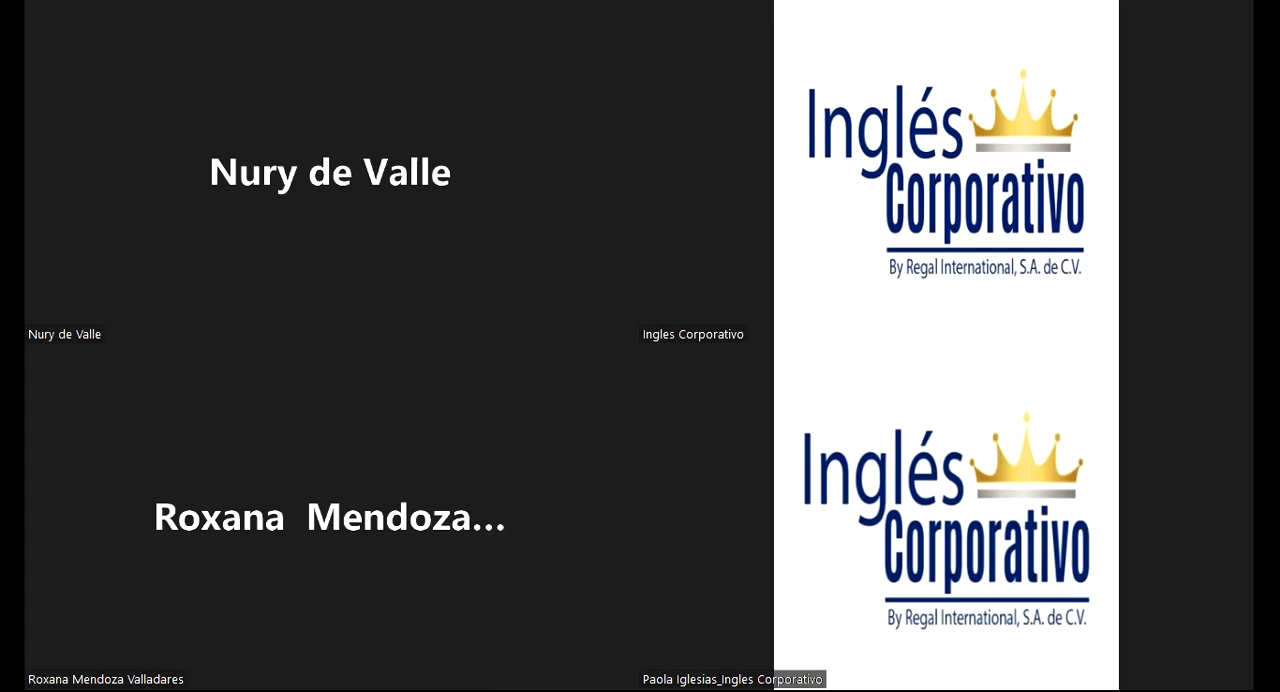 Nury de Valle
Nury de Valle
Inglés
Corporativo
By Regal International, S.A. de C.V.
Ingles Corporativo
Roxana  Mendoza...
Roxana Mendoza Valladares
Inglés
Corporativo
By Regal International, S.A. de C.V.
Paola Iglesias_Ingles Corporativo